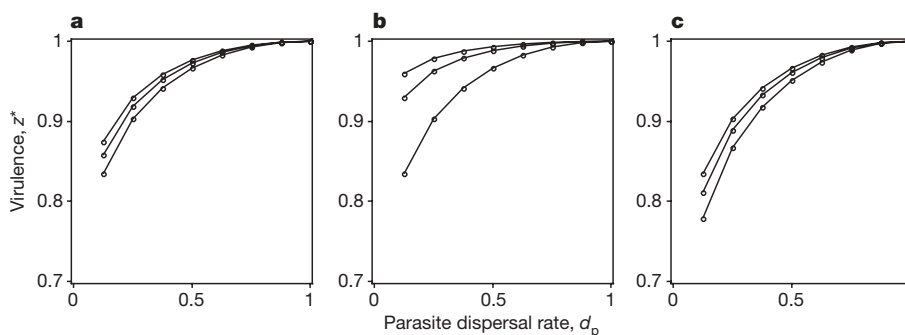 a b c
1 1 1
0.9 0.9 0.9
0.8 0.8 0.8
0.7 0.7 0.7
0 0.5 1 0 0.5 1 0 0.5
Virulence, z*
Parasite dispersal rate, dp